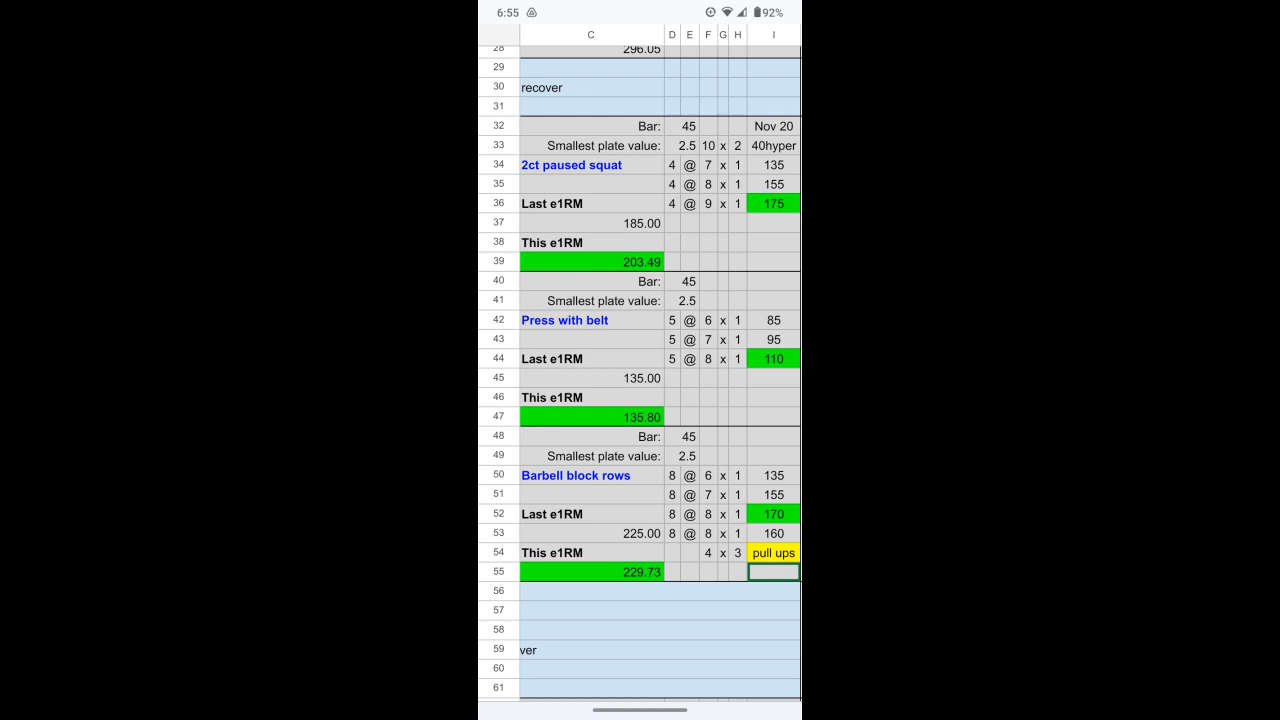 6:55 92%
C D E F G H I
28 296.05
29
30 recover
31
32 Bar: 45 Nov 20
33 Smallest plate value: 2.5 10 x 2 40hyper
34 2ct paused squat 4 @ 7 x 1 135
35 4 @ 8 x 1 155
36 Last e1RM 4 @ 9 x 1 175
37 185.00
38 This e1RM
39 203.49
40 Bar: 45
41 Smallest plate value: 2.5
42 Press with belt 5 @ 6 x 1 85
43 5 @ 7 x 1 95
44 Last e1RM 5 @ 8 x 1 110
45 135.00
46 This e1RM
47 135.80
48 Bar: 45
49 Smallest plate value: 2.5
50 Barbell block rows 8 @ 6 x 1 135
51 8 @ 7 x 1 155
52 Last e1RM 8 @ 8 x 1 170
53 225.00 8 @ 8 x 1 160
54 This e1RM 4 x 3 pull ups
55 229.73
56
57
58
59 ver
60
61